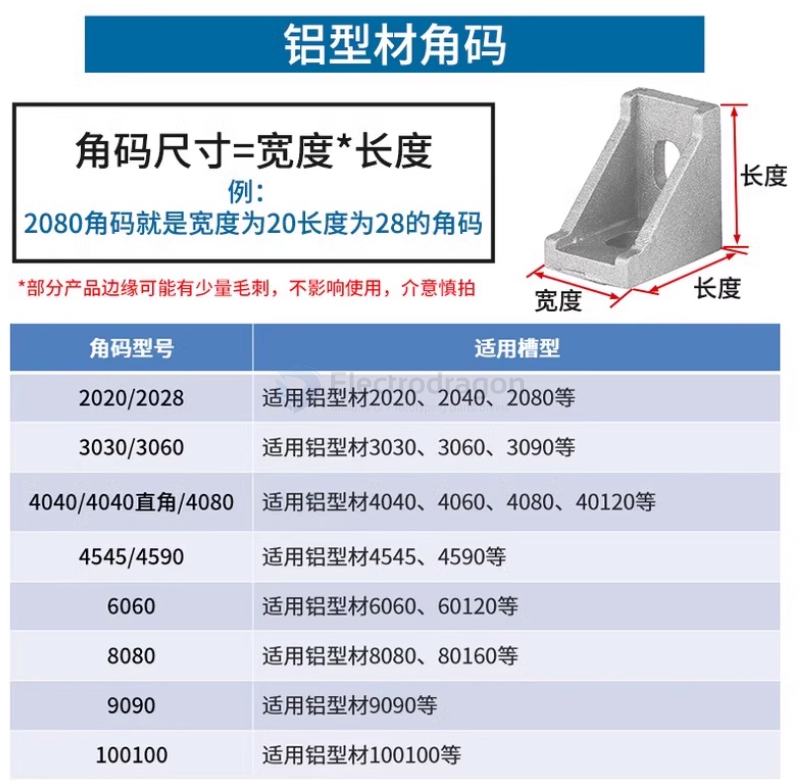 铝型材角码
角码尺寸=宽度*长度
例：
2080角码就是宽度为20长度为28的角码
*部分产品边缘可能有少量毛刺，不影响使用，介意慎拍
长度
宽度
长度
角码型号 适用槽型
Electrodragon
2020/2028 适用铝型材2020、2040、2080等
3030/3060 适用铝型材3030、3060、3090等
4040/4040直角/4080 适用铝型材4040、4060、4080、40120等
4545/4590 适用铝型材4545、4590等
6060 适用铝型材6060、60120等
8080 适用铝型材8080、80160等
9090 适用铝型材9090等
100100 适用铝型材100100等